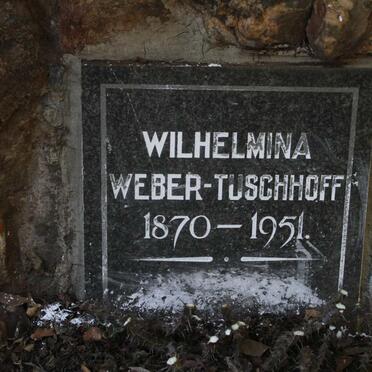 WILHELMINA
WEBER-TUSCHHOFF
1870-1951.